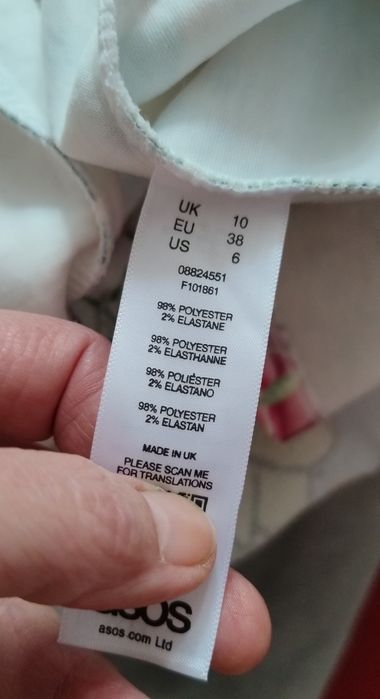 UK 10
EU 38
US 6
08824551
F101861
98% POLYESTER
2% ELASTANE
98% POLYESTER
2% ELASTHANNE
98% POLIÉSTER
2% ELASTANO
98% POLYESTER
2% ELASTAN
MADE IN UK
PLEASE SCAN ME
FOR TRANSLATIONS
asos
asos.com Ltd